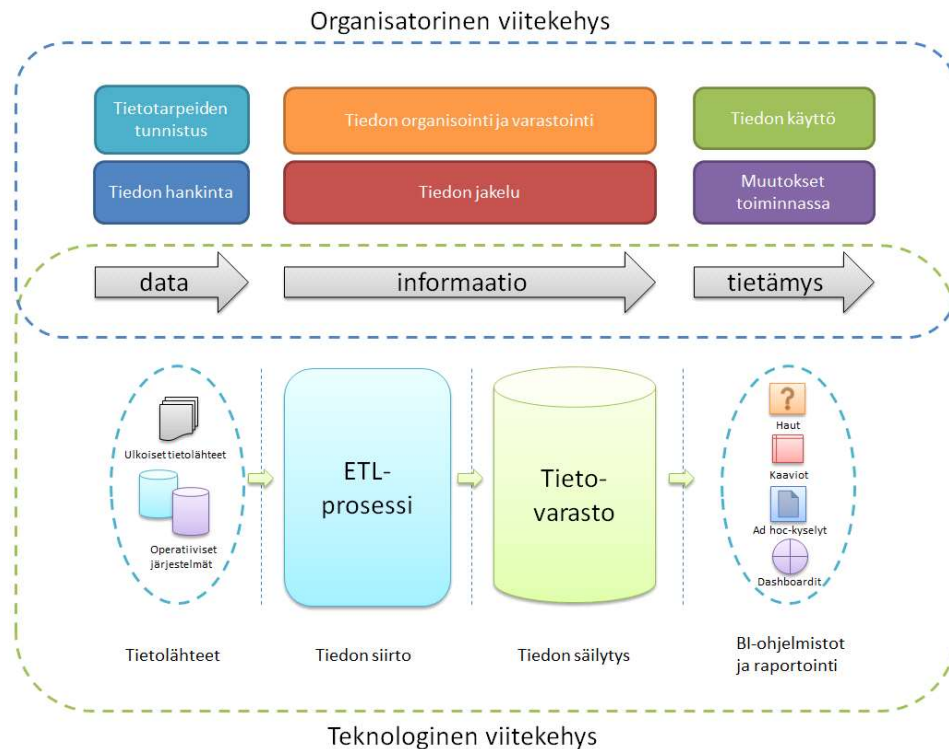 Organisatorinen viitekehys
Tietotarpeiden
tunnistus
Tiedon organisointi ja varastointi
Tiedon käyttö
Tiedon hankinta
Tiedon jakelu
Muutokset
toiminnassa
data
informaatio
tietämys
Ulkoiset tietolähteet
Operatiiviset
järjestelmät
ETL-
prosessi
Tieto-
varasto
?
Haut
Kaaviot
Ad hoc-kyselyt
Dashboardit
Tietolähteet
Tiedon siirto
Tiedon säilytys
BI-ohjelmistot
ja raportointi
Teknologinen viitekehys